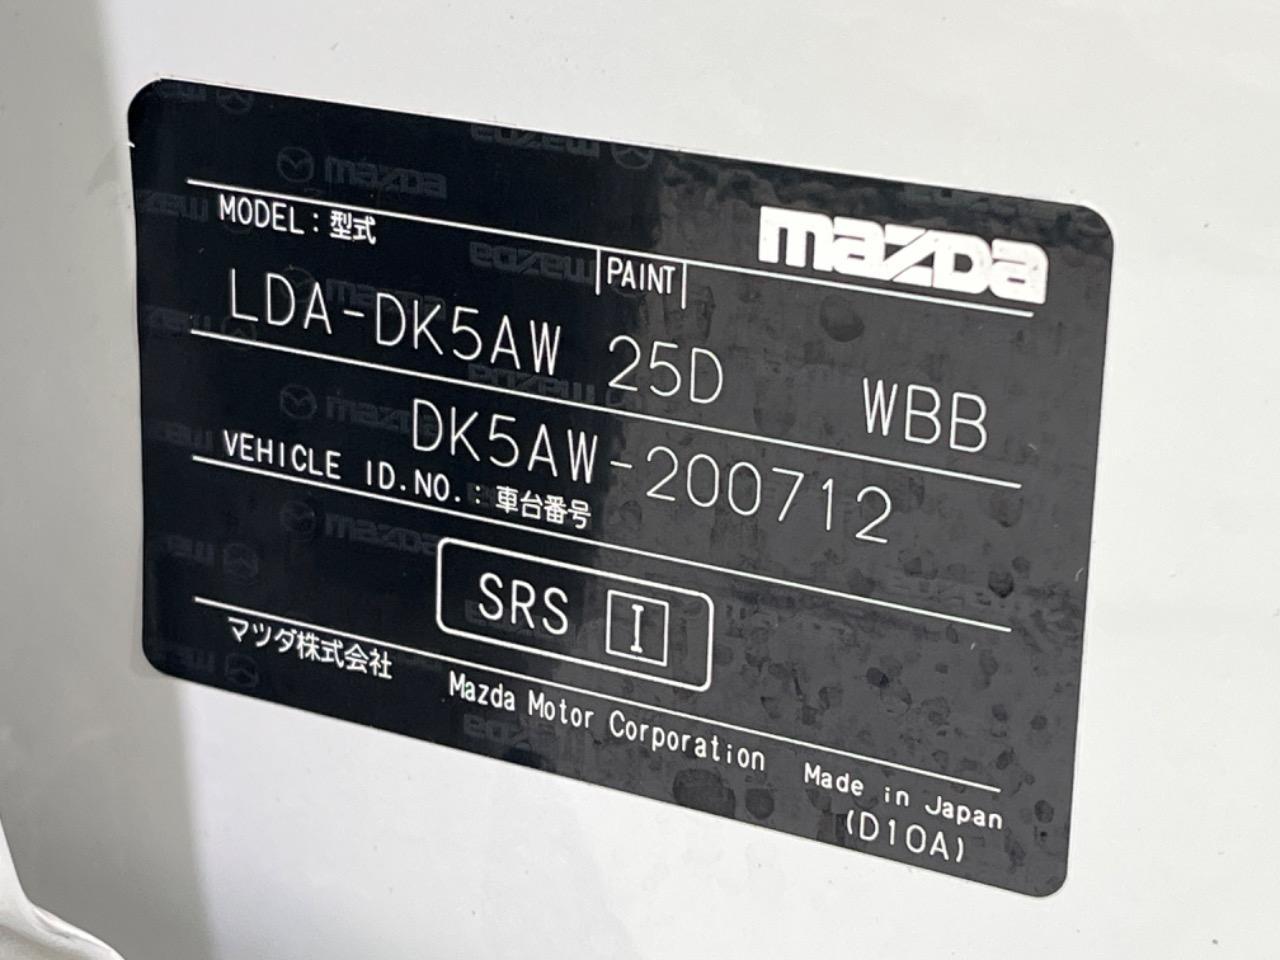 mazda
MODEL : 型式
PAINT
LDA-DK5AW 25D WBB
DK5AW-200712
VEHICLE ID.NO. : 車台番号
SRS I
マツダ株式会社 Mazda Motor Corporation Made in Japan
(D10A)